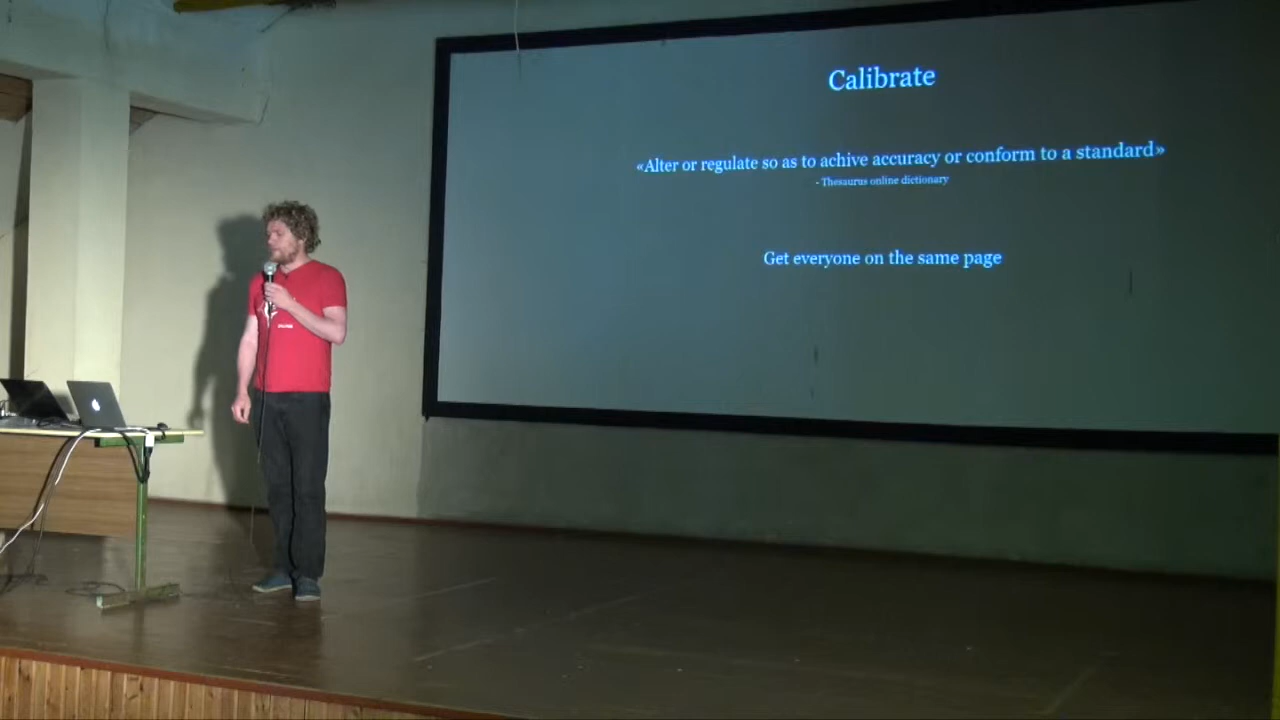 Calibrate
«Alter or regulate so as to achive accuracy or conform to a standard»
- Thesaurus online dictionary
Get everyone on the same page